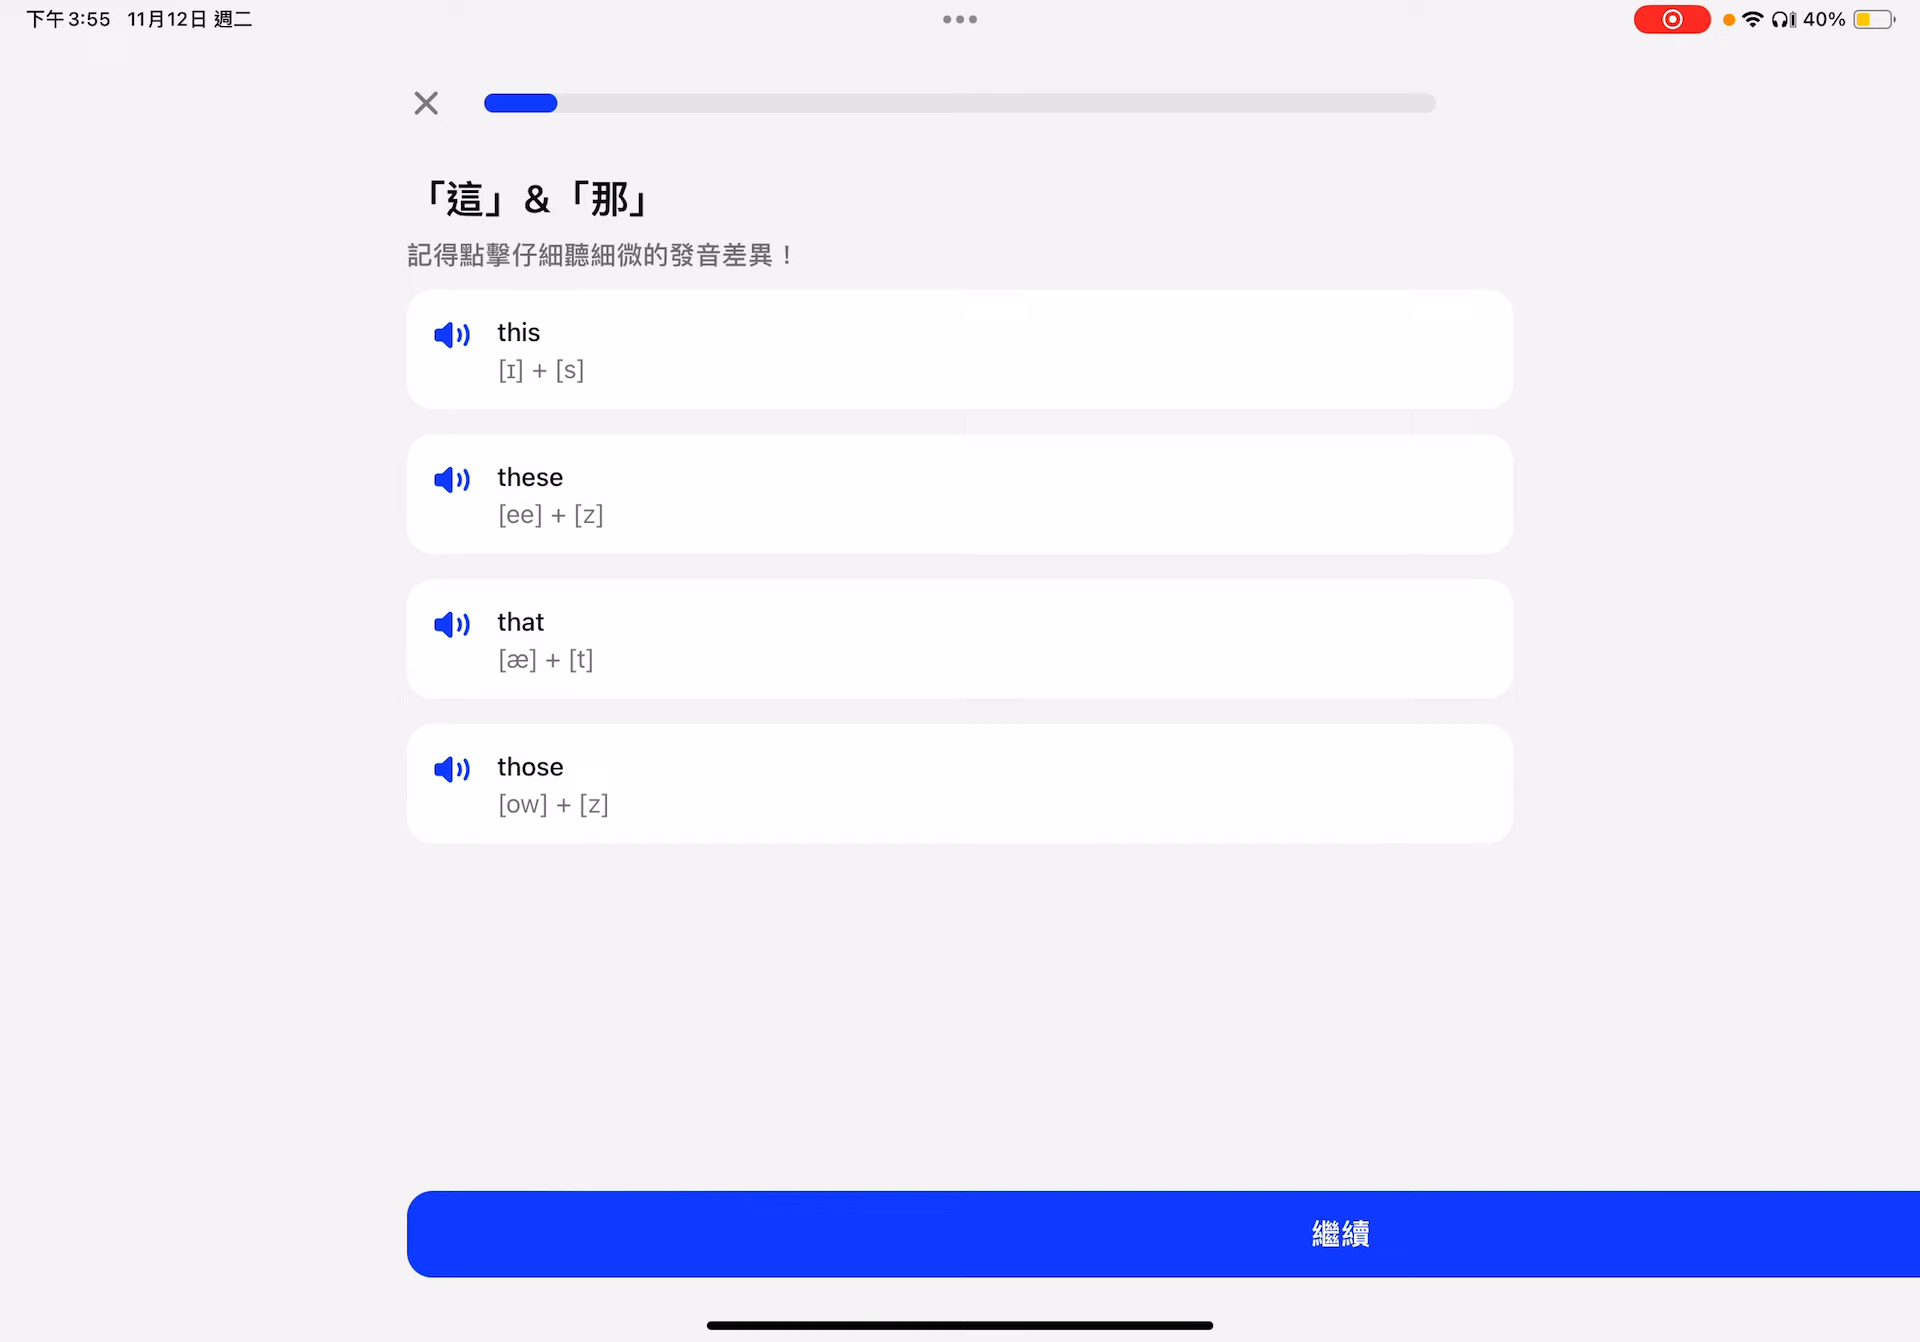 下午3:55 11月12日 週二
40%
「這」&「那」
記得點擊仔細聽細微的發音差異！
this
[ɪ] + [s]
these
[ee] + [z]
that
[æ] + [t]
those
[ow] + [z]
繼續